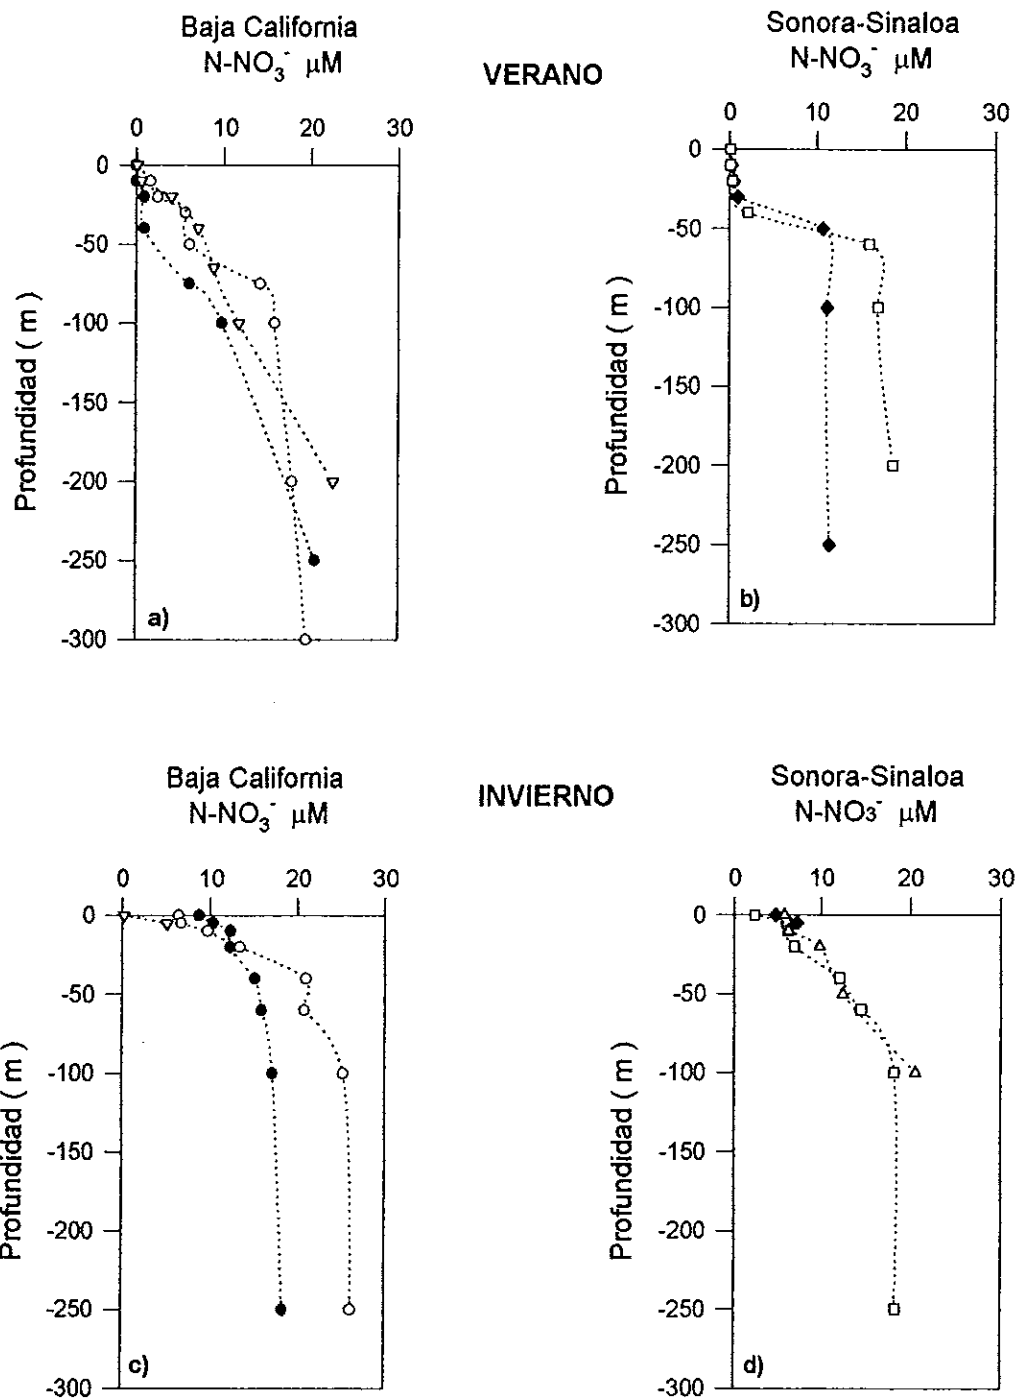 a)
Baja California
N-NO₃⁻ µM
VERANO
Sonora-Sinaloa
N-NO₃⁻ µM
0 10 20 30
0
-50
-100
-150
-200
-250
-300
Profundidad ( m )
a)
b)
0 10 20 30
0
-50
-100
-150
-200
-250
-300
Profundidad ( m )
b)
Baja California
N-NO₃⁻ µM
INVIERNO
Sonora-Sinaloa
N-NO3⁻ µM
0 10 20 30
0
-50
-100
-150
-200
-250
-300
Profundidad ( m )
c)
0 10 20 30
0
-50
-100
-150
-200
-250
-300
Profundidad ( m )
d)